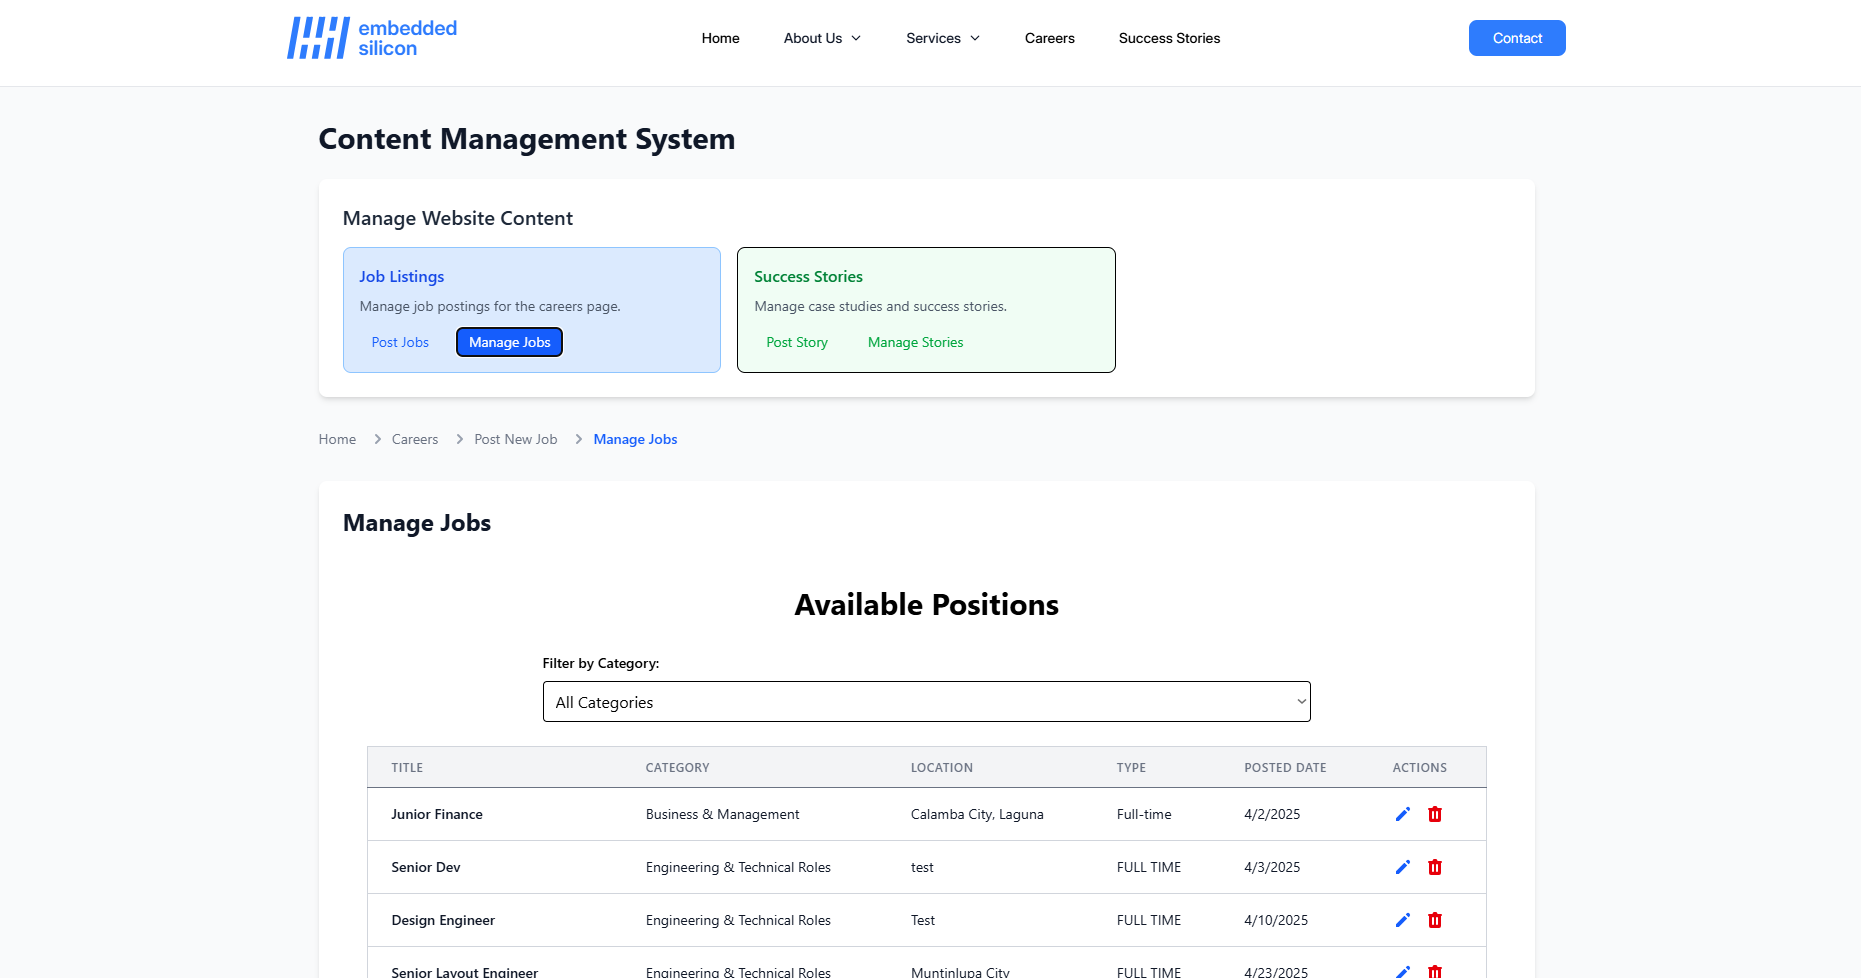 embedded
silicon
Home About Us Services Careers Success Stories Contact
Content Management System
Manage Website Content
Job Listings
Manage job postings for the careers page.
Post Jobs Manage Jobs
Success Stories
Manage case studies and success stories.
Post Story Manage Stories
Home Careers Post New Job Manage Jobs
Manage Jobs
Available Positions
Filter by Category:
All Categories
TITLE CATEGORY LOCATION TYPE POSTED DATE ACTIONS
Junior Finance Business & Management Calamba City, Laguna Full-time 4/2/2025
Senior Dev Engineering & Technical Roles test FULL TIME 4/3/2025
Design Engineer Engineering & Technical Roles Test FULL TIME 4/10/2025
Senior Layout Engineer Engineering & Technical Roles Muntinlupa City FULL TIME 4/23/2025